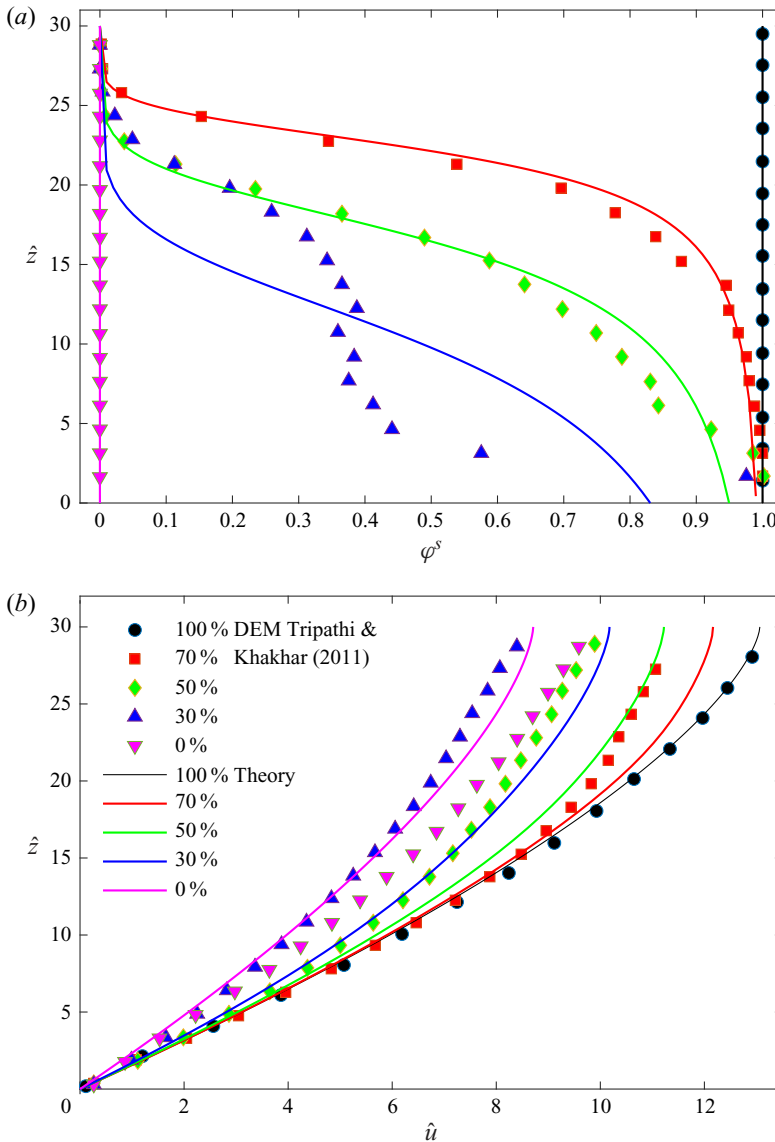 (a)
30
25
20
ẑ
15
10
5
0
0 0.1 0.2 0.3 0.4 0.5 0.6 0.7 0.8 0.9 1.0
φˢ
(b)
30
100 % DEM Tripathi &
70 % Khakhar (2011)
25
50 %
30 %
0 %
20
100 % Theory
70 %
ẑ
50 %
15
30 %
0 %
10
5
0 2 4 6 8 10 12
û